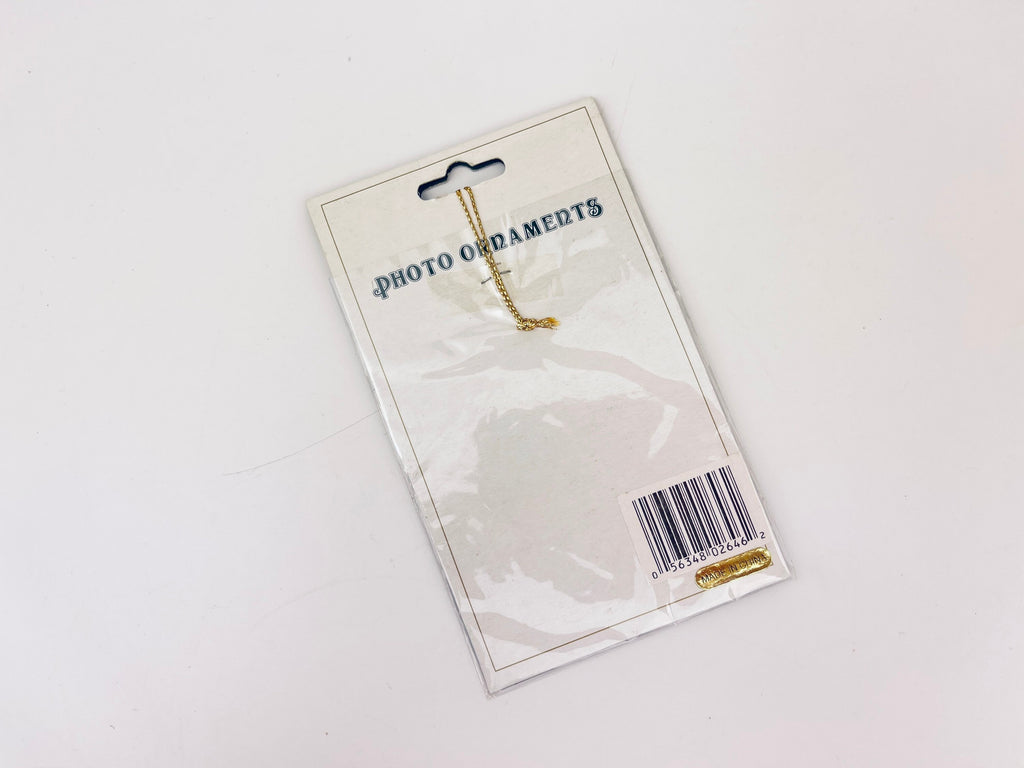 PHOTO ORNAMENTS
0 56348 02646 2
MADE IN CHINA